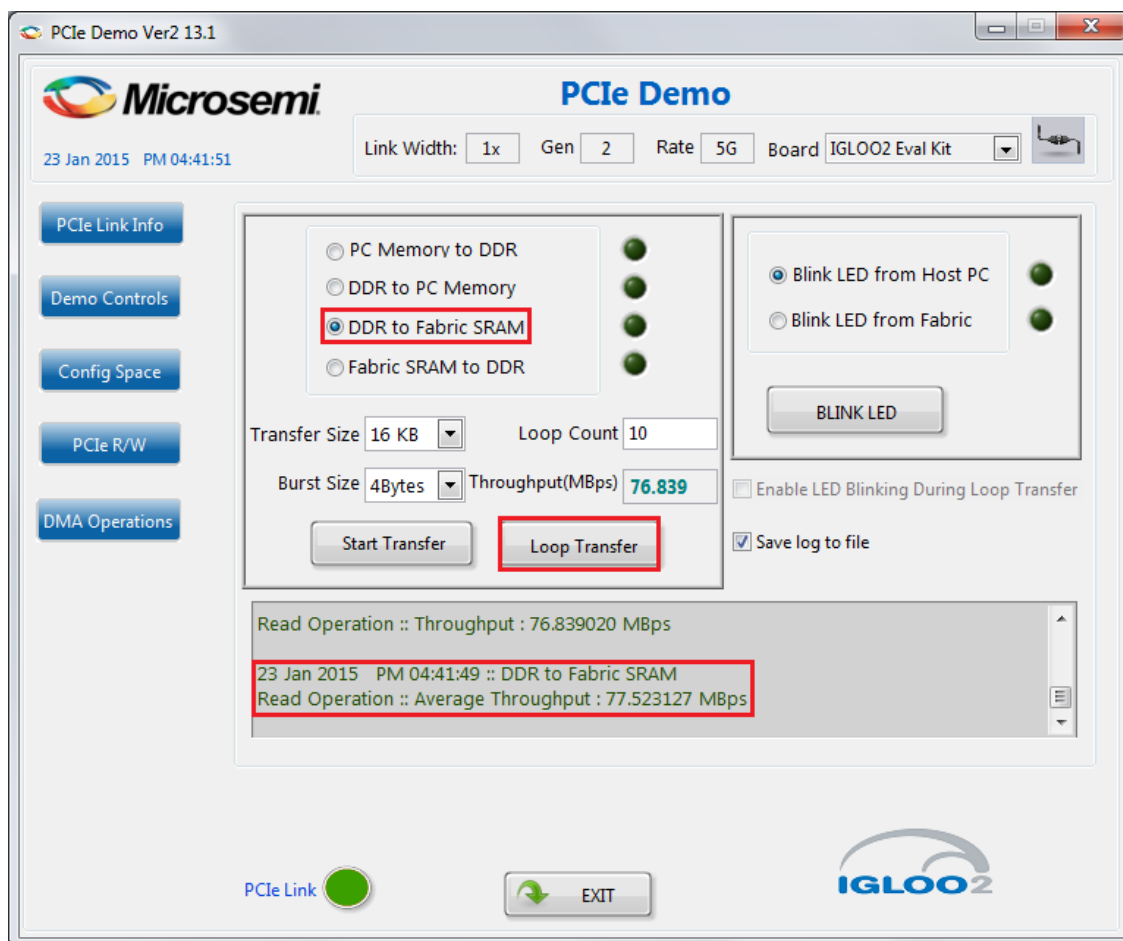 PCIe Demo Ver2 13.1
Microsemi.
PCIe Demo
23 Jan 2015 PM 04:41:51
Link Width: 1x Gen 2 Rate 5G Board IGLOO2 Eval Kit
PCIe Link Info
Demo Controls
Config Space
PCIe R/W
DMA Operations
PC Memory to DDR
DDR to PC Memory
DDR to Fabric SRAM
Fabric SRAM to DDR
Transfer Size 16 KB Loop Count 10
Burst Size 4Bytes Throughput(MBps) 76.839
Start Transfer Loop Transfer
Blink LED from Host PC
Blink LED from Fabric
BLINK LED
Enable LED Blinking During Loop Transfer
Save log to file
Read Operation :: Throughput : 76.839020 MBps
23 Jan 2015 PM 04:41:49 :: DDR to Fabric SRAM
Read Operation :: Average Throughput : 77.523127 MBps
PCIe Link
EXIT
IGLOO2